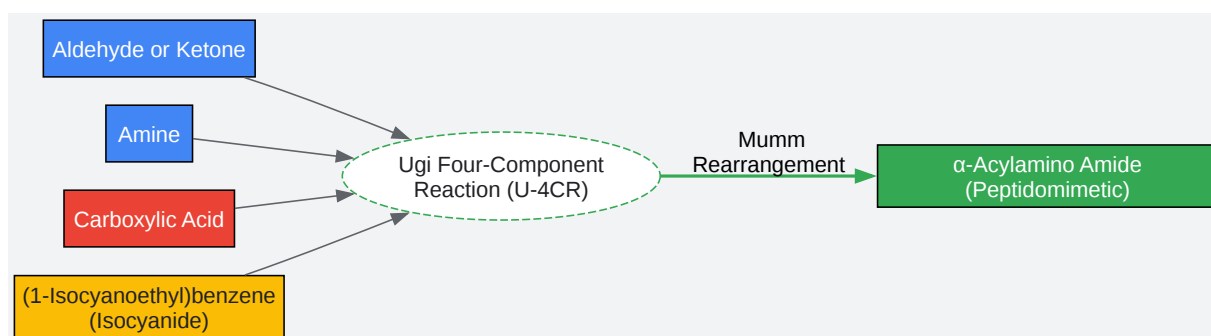 Aldehyde or Ketone
Amine
Carboxylic Acid
(1-Isocyanoethyl)benzene
(Isocyanide)
Ugi Four-Component
Reaction (U-4CR)
Mumm
Rearrangement
α-Acylamino Amide
(Peptidomimetic)